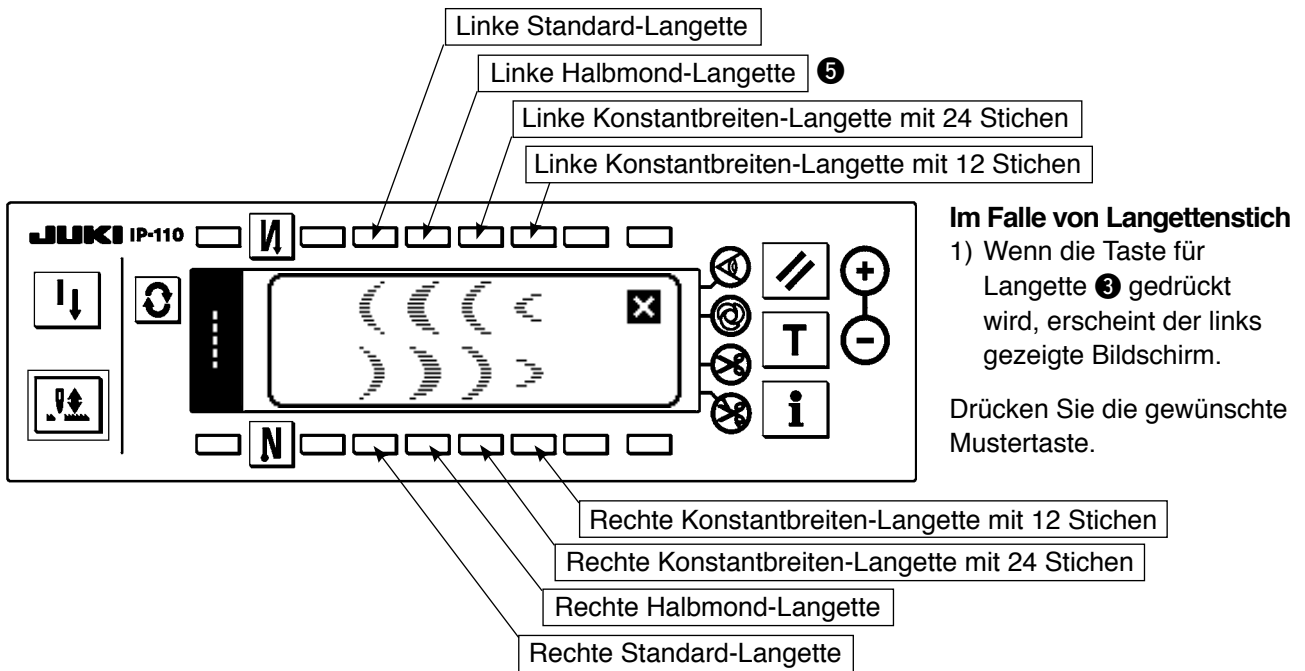 Linke Standard-Langette
Linke Halbmond-Langette ❺
Linke Konstantbreiten-Langette mit 24 Stichen
Linke Konstantbreiten-Langette mit 12 Stichen
JUKI IP-110
T
i
Rechte Konstantbreiten-Langette mit 12 Stichen
Rechte Konstantbreiten-Langette mit 24 Stichen
Rechte Halbmond-Langette
Rechte Standard-Langette
Im Falle von Langettenstich
1) Wenn die Taste für
Langette ❸ gedrückt
wird, erscheint der links
gezeigte Bildschirm.
Drücken Sie die gewünschte
Mustertaste.